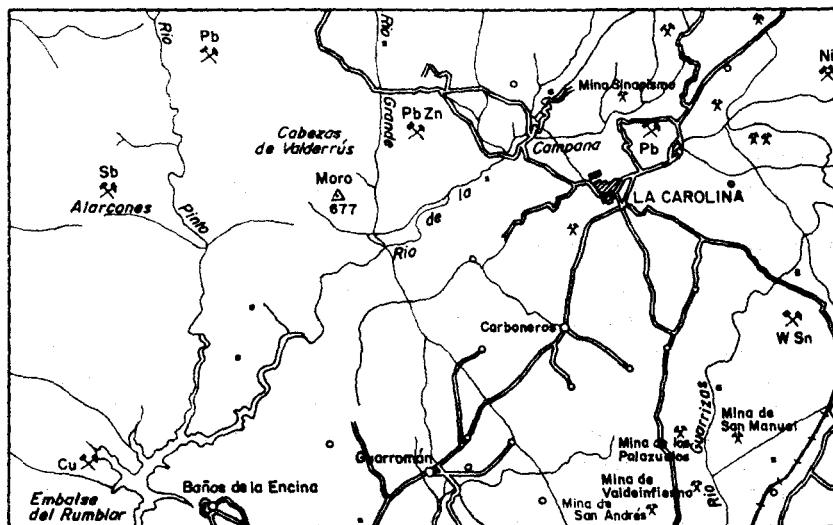 Pb
Río
Río
Grande
Ni
Mina Sinapismo
Pb Zn
Pb
Cabezas
de Valderrús
Campana
Sb
Alarcones
Pinto
Moro
677
la
de
Río
LA CAROLINA
Carboneros
W Sn
Guarrizas
Río
Mina de
San Manuel
Mina de los
Palazuelos
Guarromán
Cu
Baños de la Encina
Mina de
Valdeinfierno
Embalse
del Rumblar
Mina de
San Andrés